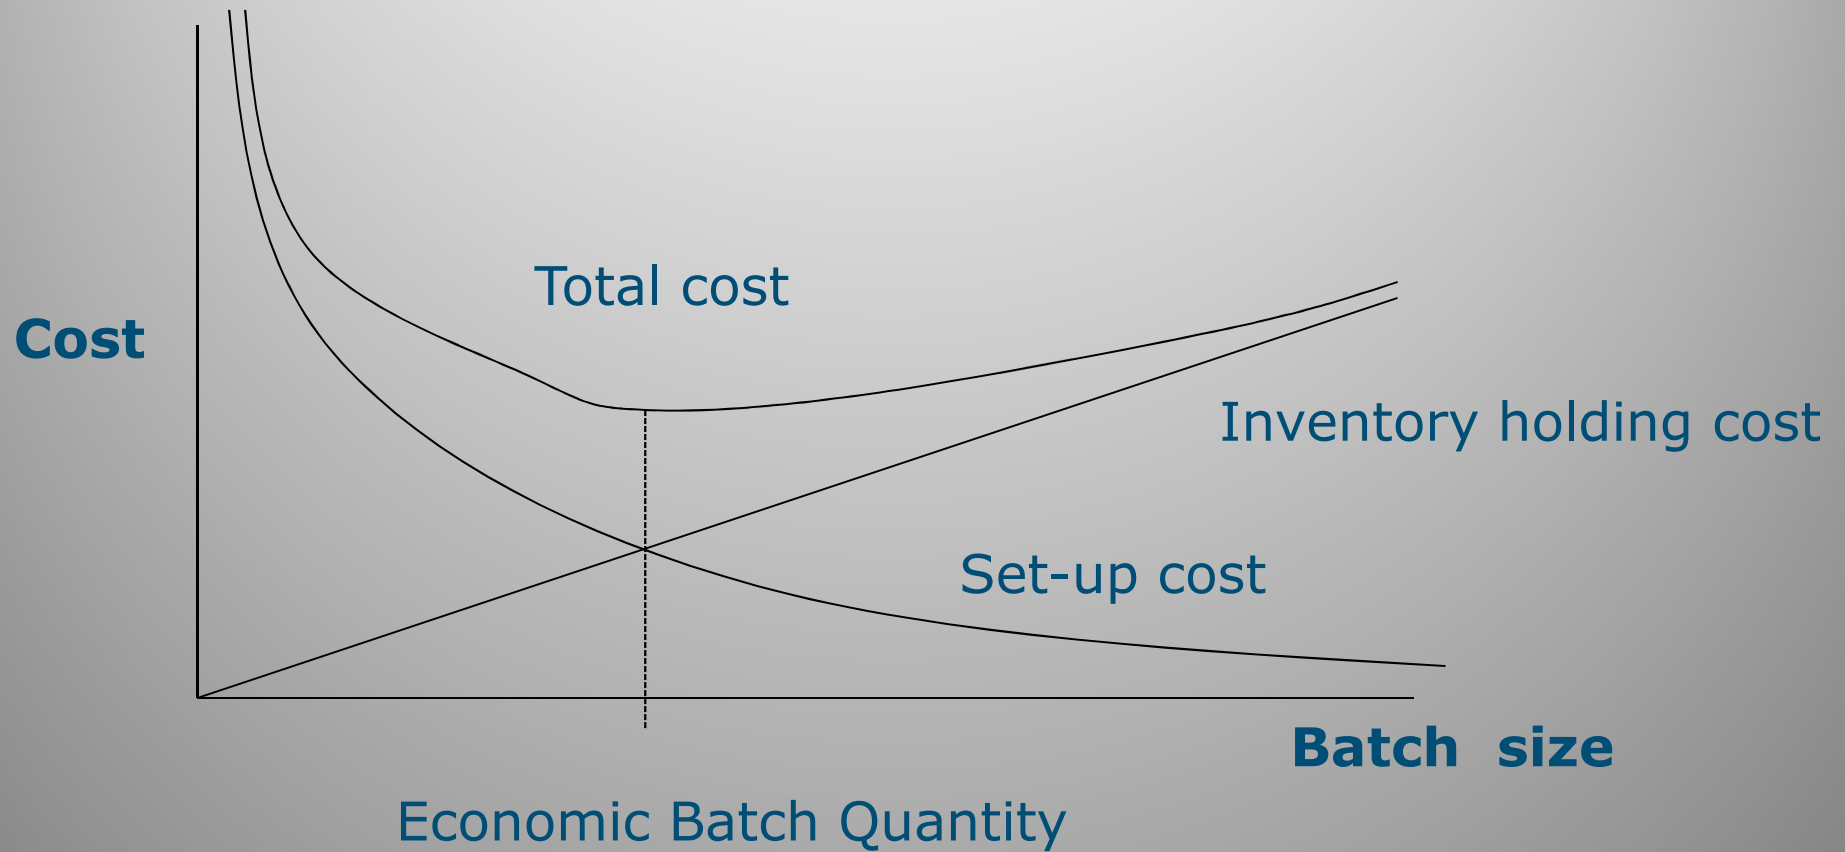 Total cost
Cost
Inventory holding cost
Set-up cost
Batch  size
Economic Batch Quantity